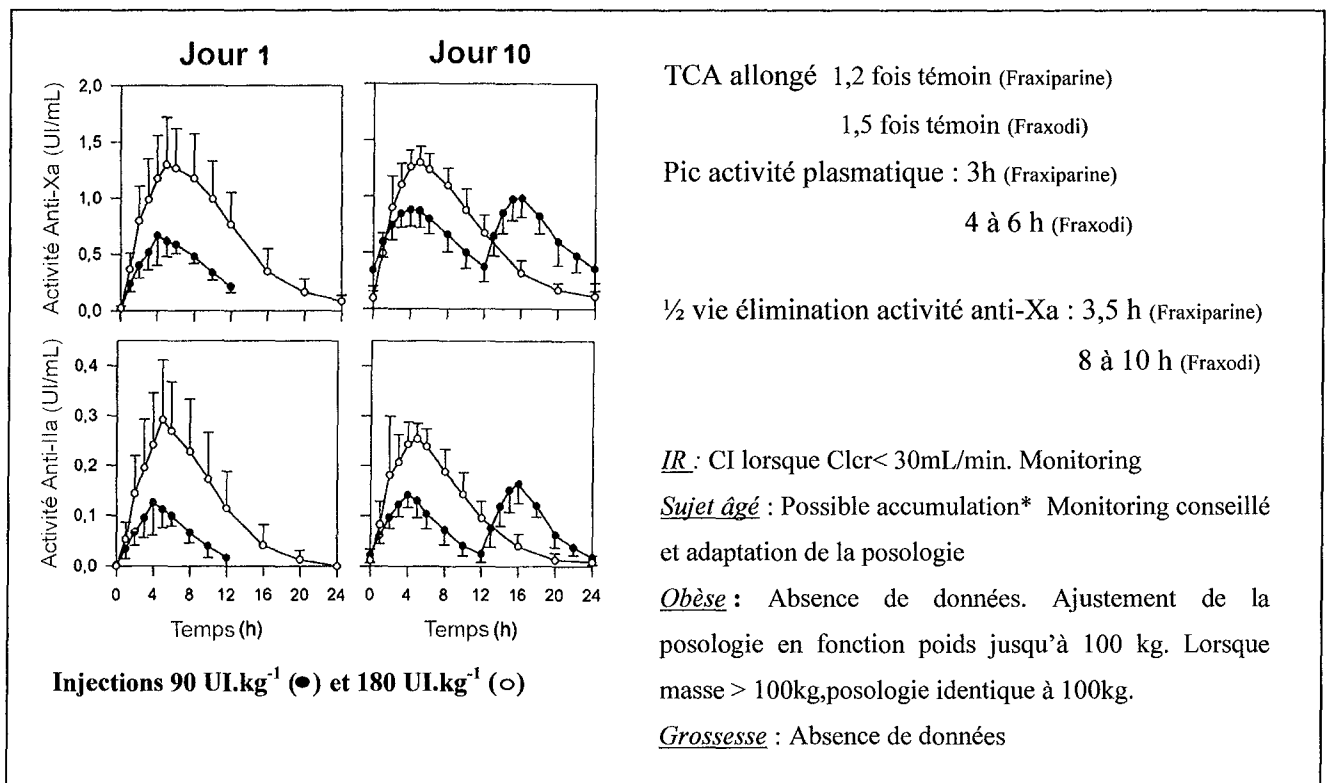 Jour 1
Jour 10
Activité Anti-Xa (UI/mL)
2,0
1,5
1,0
0,5
0,0
Activité Anti-IIa (UI/mL)
0,4
0,3
0,2
0,1
0,0
0 4 8 12 16 20 24
0 4 8 12 16 20 24
Temps (h)
Temps (h)
Injections 90 UI.kg⁻¹ (●) et 180 UI.kg⁻¹ (○)
TCA allongé 1,2 fois témoin (Fraxiparine)
1,5 fois témoin (Fraxodi)
Pic activité plasmatique : 3h (Fraxiparine)
4 à 6 h (Fraxodi)
½ vie élimination activité anti-Xa : 3,5 h (Fraxiparine)
8 à 10 h (Fraxodi)
IR : CI lorsque Clcr< 30mL/min. Monitoring
Sujet âgé : Possible accumulation* Monitoring conseillé
et adaptation de la posologie
Obèse : Absence de données. Ajustement de la
posologie en fonction poids jusqu'à 100 kg. Lorsque
masse > 100kg,posologie identique à 100kg.
Grossesse : Absence de données